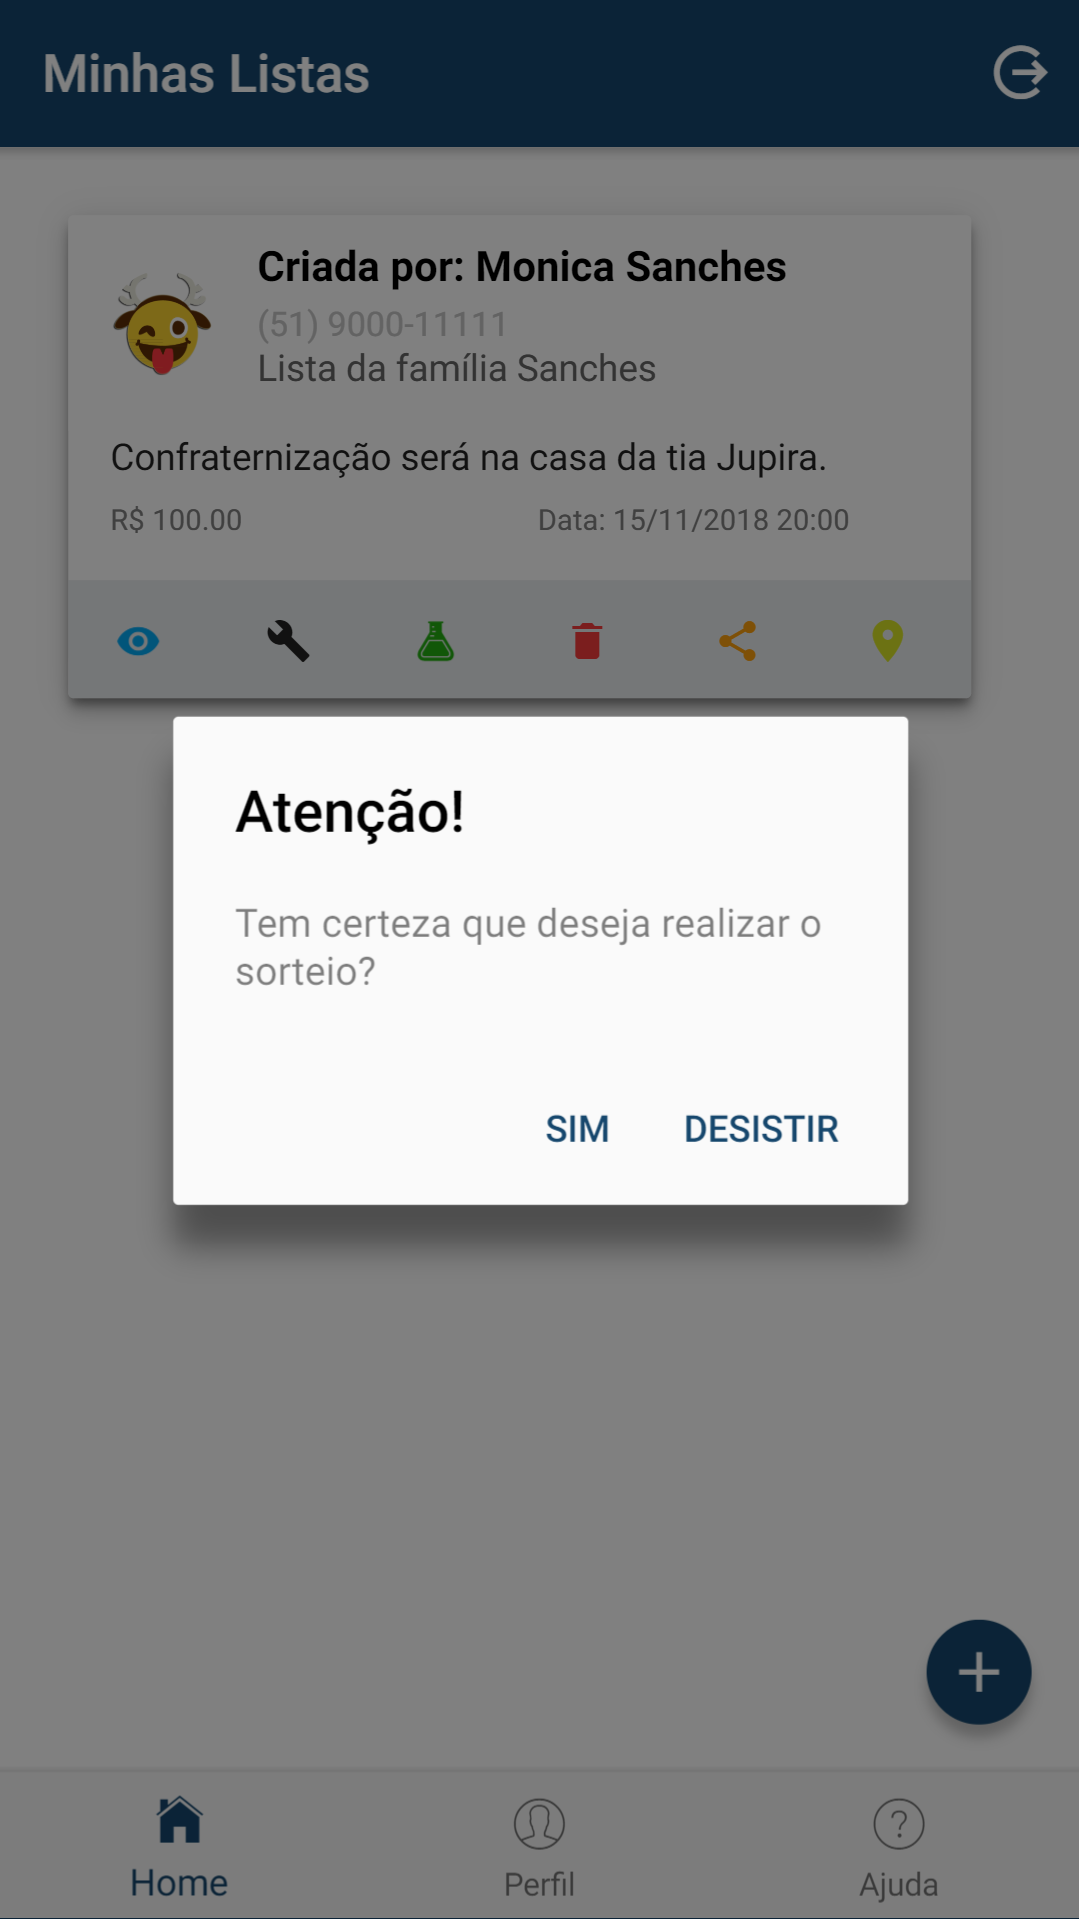 Minhas Listas
Criada por: Monica Sanches
(51) 9000-11111
Lista da família Sanches
Confraternização será na casa da tia Jupira.
R$ 100.00 Data: 15/11/2018 20:00
Atenção!
Tem certeza que deseja realizar o
sorteio?
SIM DESISTIR
Home Perfil Ajuda